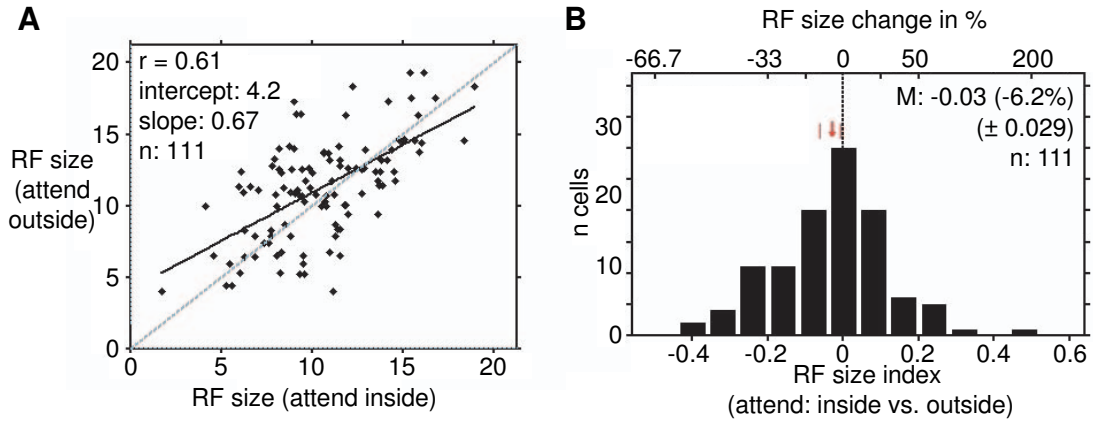 A
r = 0.61
intercept: 4.2
slope: 0.67
n: 111
RF size
(attend
outside)
20
15
10
5
0
0 5 10 15 20
RF size (attend inside)
B
RF size change in %
-66.7 -33 0 50 200
M: -0.03 (-6.2%)
(± 0.029)
n: 111
n cells
30
20
10
0
-0.4 -0.2 0 0.2 0.4 0.6
RF size index
(attend: inside vs. outside)